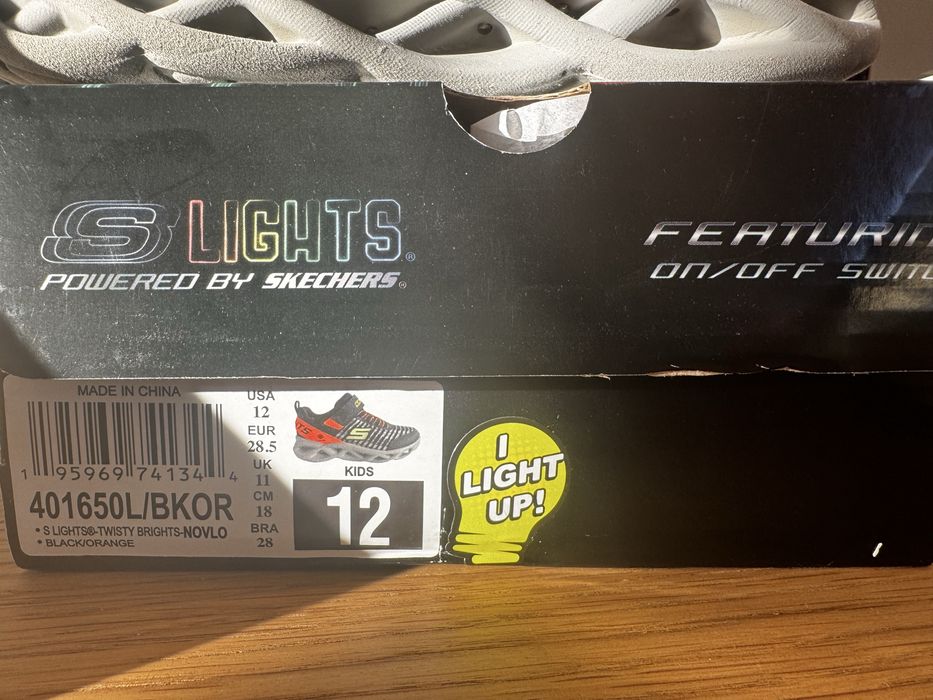 S LIGHTS®
POWERED BY SKECHERS®
FEATURIN
ON/OFF SWIT
MADE IN CHINA
1 95969 74134 4
401650L/BKOR
• S LIGHTS®-TWISTY BRIGHTS-NOVLO
• BLACK/ORANGE
USA
12
EUR
28.5
UK
11
CM
18
BRA
28
KIDS
12
I
LIGHT
UP!